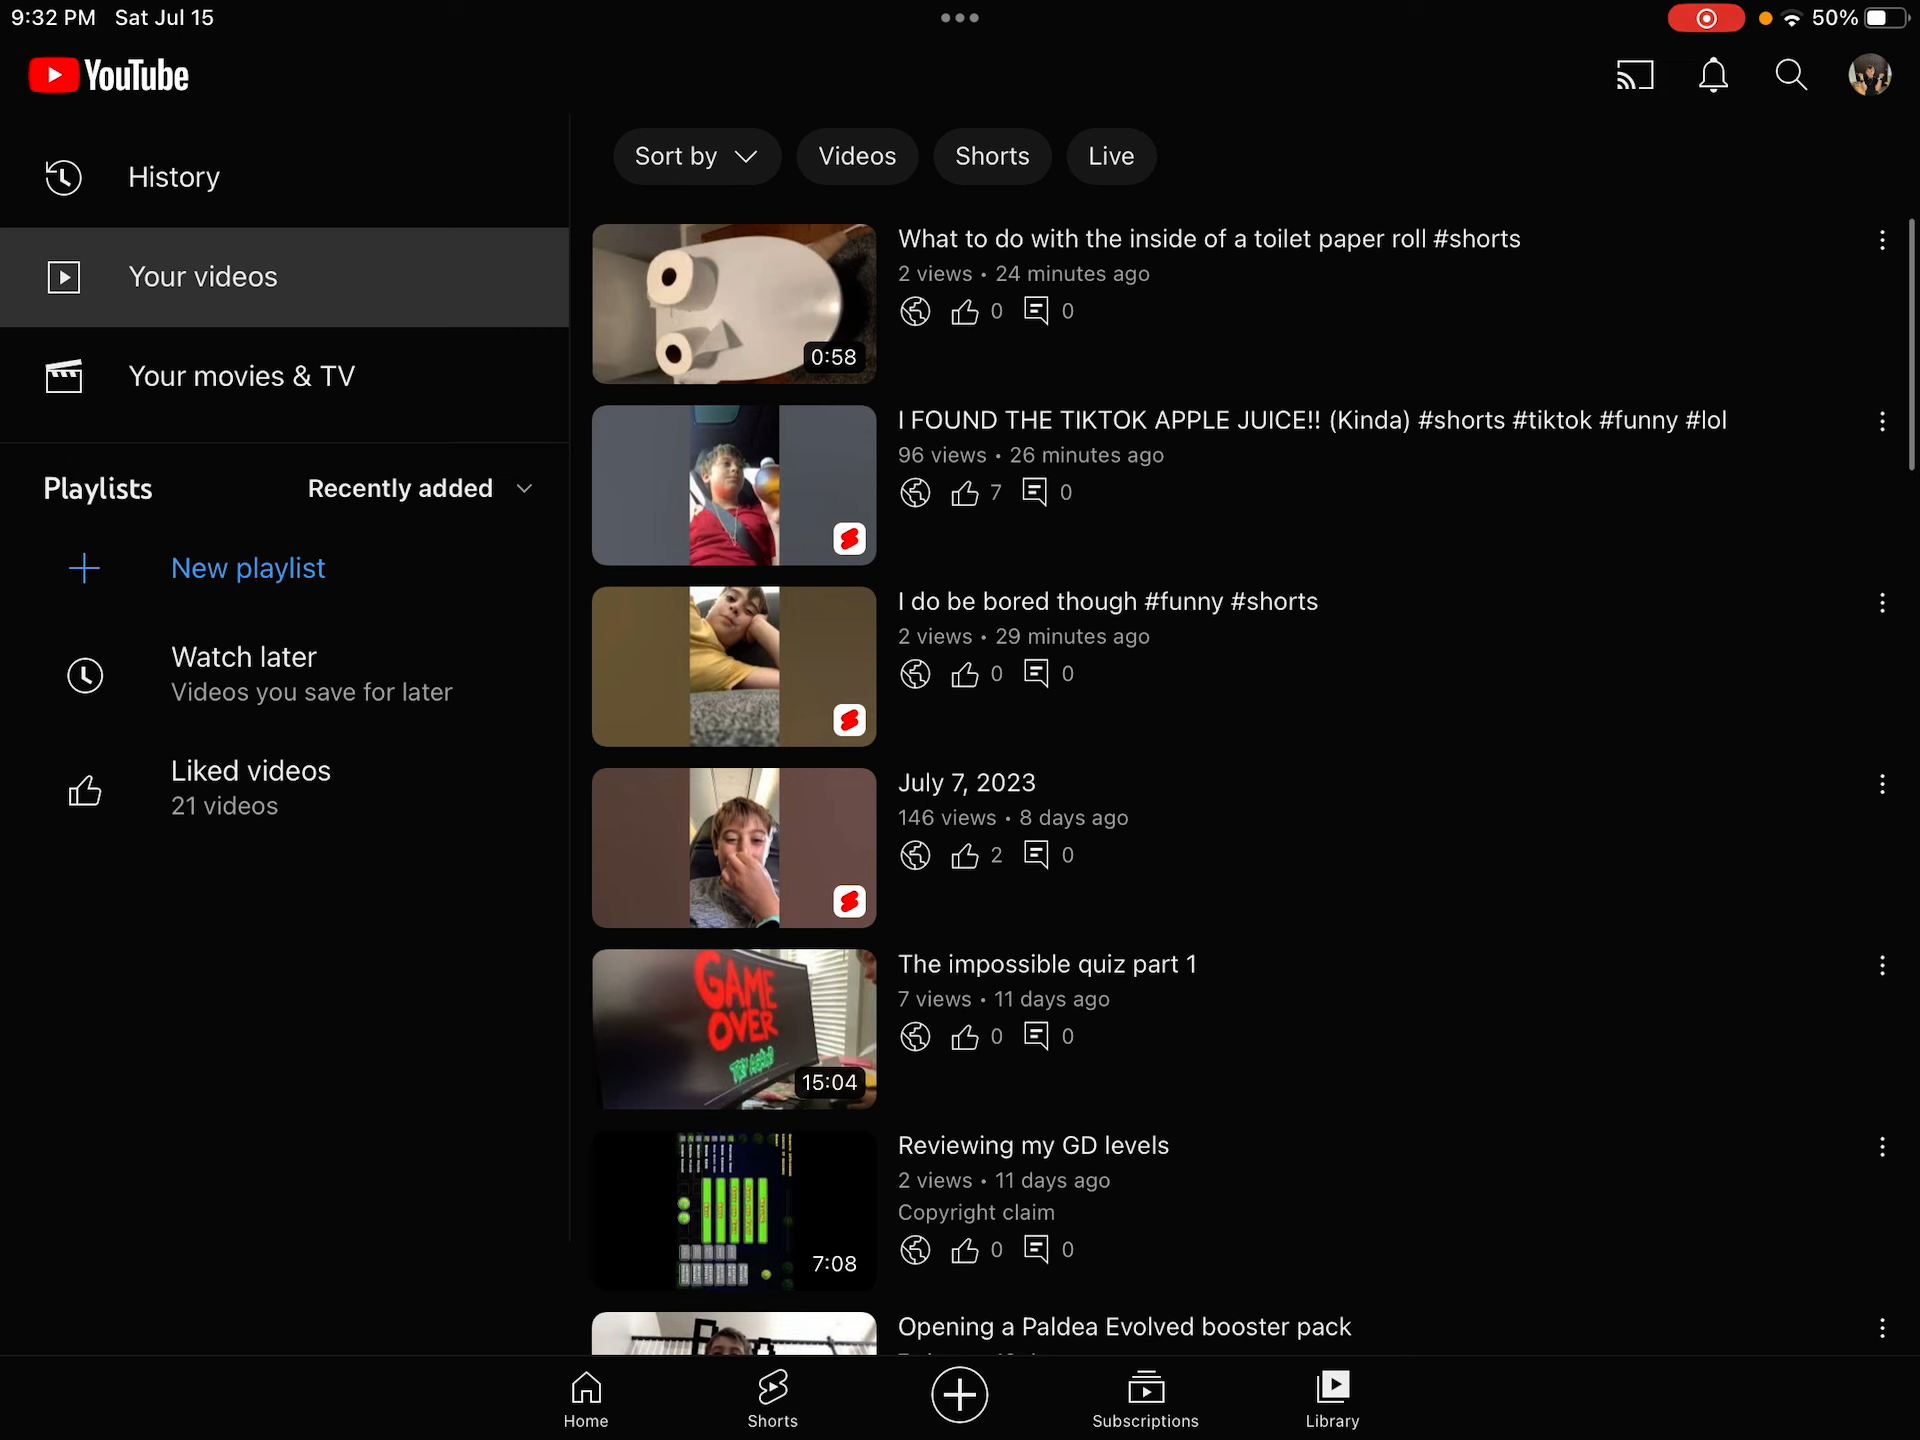 9:32 PM Sat Jul 15
50%
YouTube
History
Your videos
Your movies & TV
Playlists
Recently added
New playlist
Watch later
Videos you save for later
Liked videos
21 videos
Sort by
Videos
Shorts
Live
0:58
What to do with the inside of a toilet paper roll #shorts
2 views • 24 minutes ago
0 0
I FOUND THE TIKTOK APPLE JUICE!! (Kinda) #shorts #tiktok #funny #lol
96 views • 26 minutes ago
7 0
I do be bored though #funny #shorts
2 views • 29 minutes ago
0 0
July 7, 2023
146 views • 8 days ago
2 0
GAME
OVER
TRY AGAIN?
15:04
The impossible quiz part 1
7 views • 11 days ago
0 0
7:08
Reviewing my GD levels
2 views • 11 days ago
Copyright claim
0 0
Opening a Paldea Evolved booster pack
Home
Shorts
Subscriptions
Library